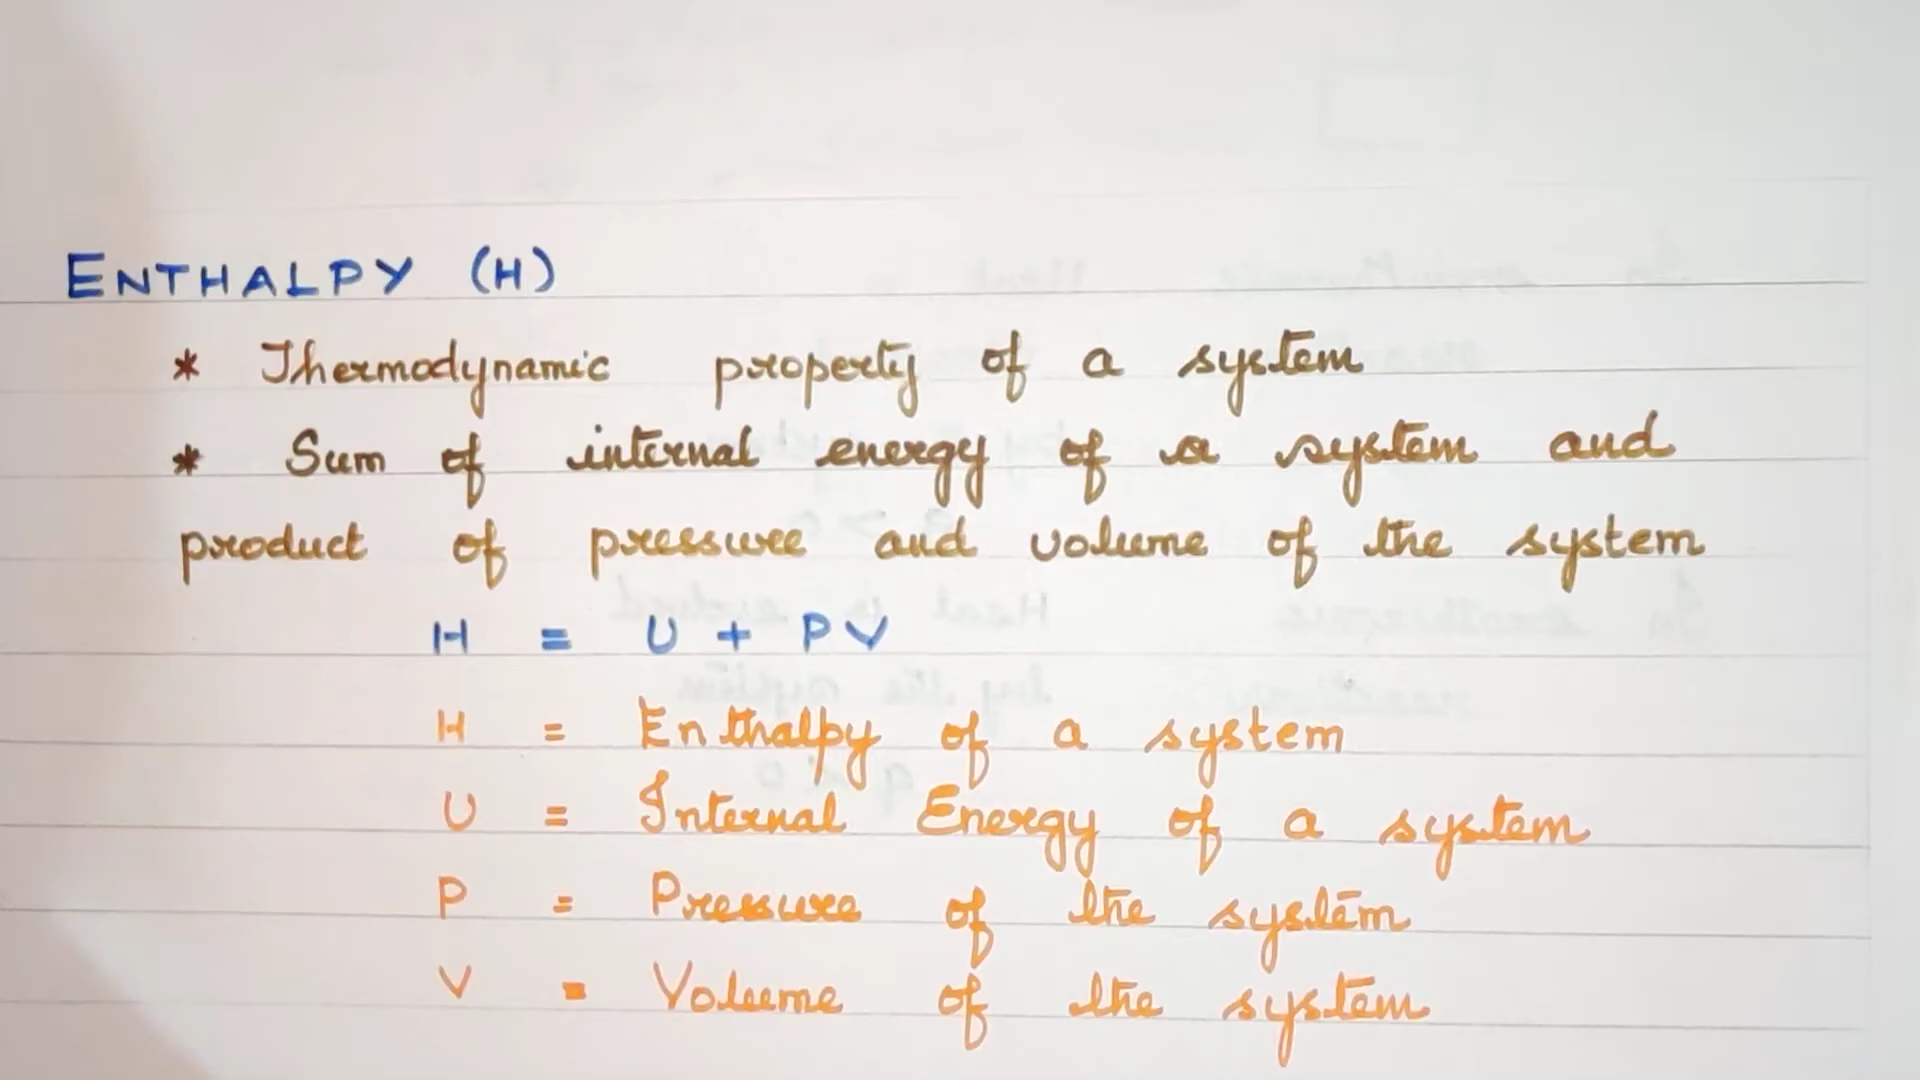 ENTHALPY (H)
* Thermodynamic property of a system
* Sum of internal energy of a system and
product of pressure and volume of the system
H = U + PV
H = Enthalpy of a system
U = Internal Energy of a system
P = Pressure of the system
V = Volume of the system